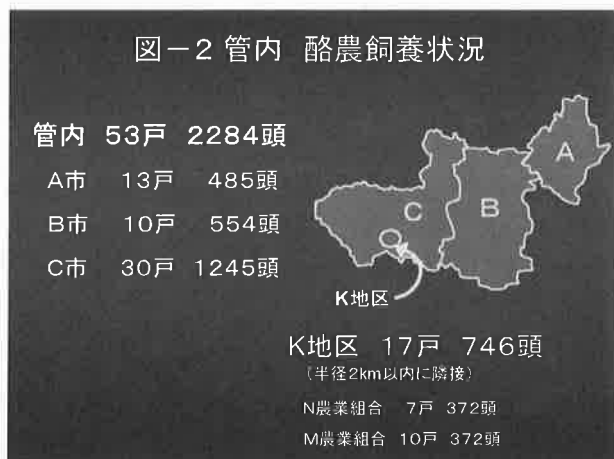 図－2 管内 酪農飼養状況
管内 53戸 2284頭
A市 13戸 485頭
B市 10戸 554頭
C市 30戸 1245頭
A
B
C
K地区
K地区 17戸 746頭
(半径2km以内に隣接)
N農業組合 7戸 372頭
M農業組合 10戸 372頭